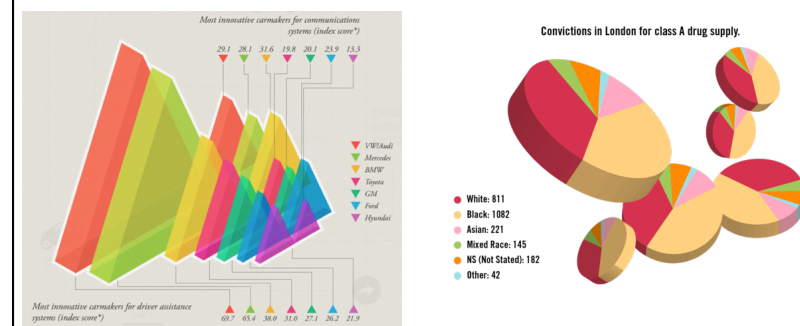 Most innovative carmakers for communications
systems (index score*)
29.1 28.1 31.6 19.8 20.1 23.9 13.3
VW/Audi
Mercedes
BMW
Toyota
GM
Ford
Hyundai
Most innovative carmakers for driver assistance
systems (index score*)
69.7 65.4 38.0 31.0 27.1 26.2 21.9
Convictions in London for class A drug supply.
White: 811
Black: 1082
Asian: 221
Mixed Race: 145
NS (Not Stated): 182
Other: 42